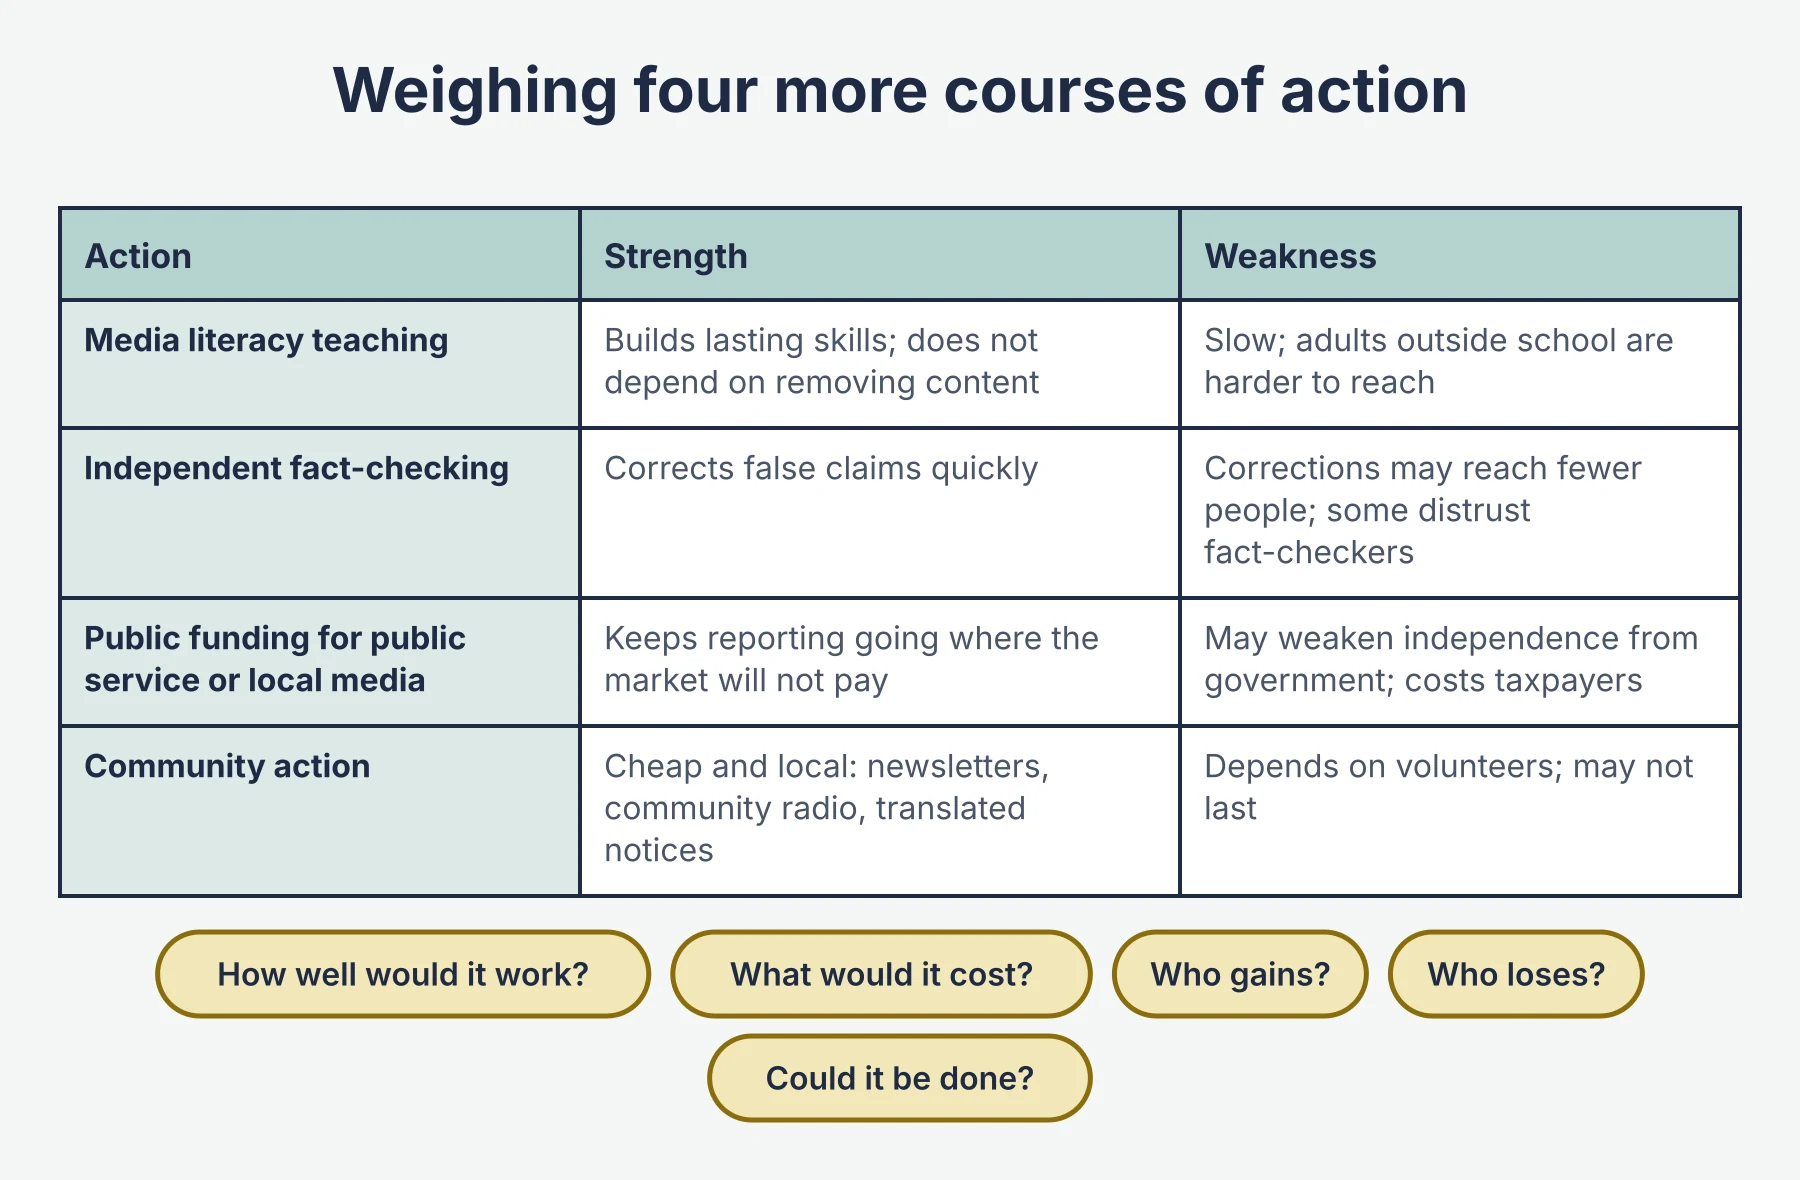 Weighing four more courses of action
Action
Strength
Weakness
Media literacy teaching
Builds lasting skills; does not
depend on removing content
Slow; adults outside school are
harder to reach
Independent fact-checking
Corrects false claims quickly
Corrections may reach fewer
people; some distrust
fact-checkers
Public funding for public
service or local media
Keeps reporting going where the
market will not pay
May weaken independence from
government; costs taxpayers
Community action
Cheap and local: newsletters,
community radio, translated
notices
Depends on volunteers; may not
last
How well would it work?
What would it cost?
Who gains?
Who loses?
Could it be done?